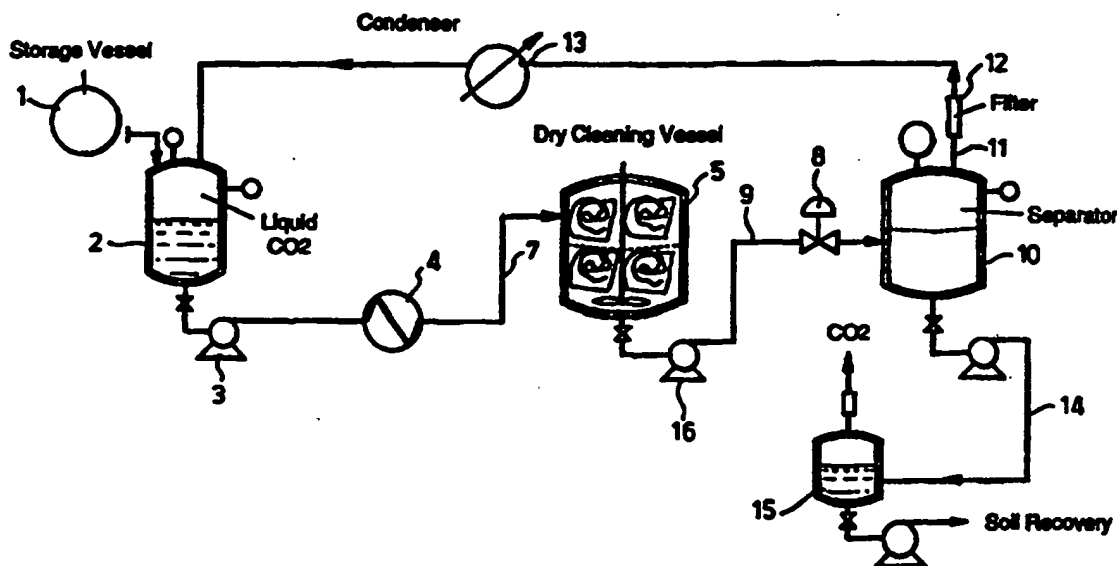 Condenser
13
Storage Vessel
1
12
Filter
11
Dry Cleaning Vessel
5
8
9
Separator
10
Liquid
CO2
2
4
7
3
16
CO2
14
15
Soil Recovery